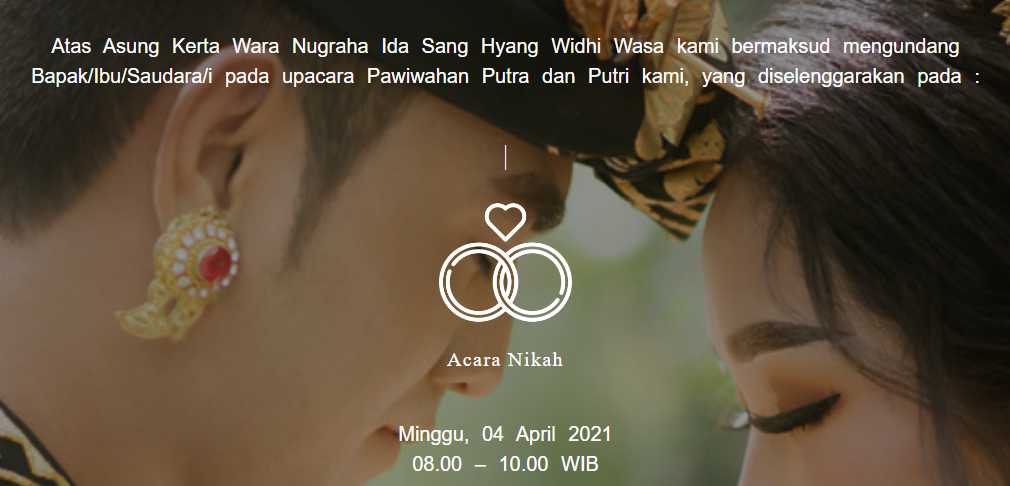 Atas Asung Kerta Wara Nugraha Ida Sang Hyang Widhi Wasa kami bermaksud mengundang
Bapak/Ibu/Saudara/i pada upacara Pawiwahan Putra dan Putri kami, yang diselenggarakan pada :
Acara Nikah
Minggu, 04 April 2021
08.00 – 10.00 WIB